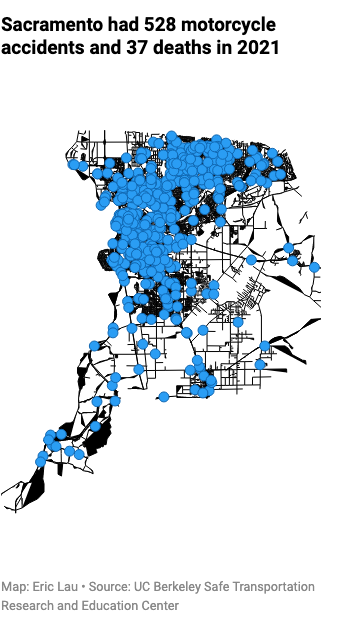 Sacramento had 528 motorcycle
accidents and 37 deaths in 2021
Map: Eric Lau • Source: UC Berkeley Safe Transportation
Research and Education Center